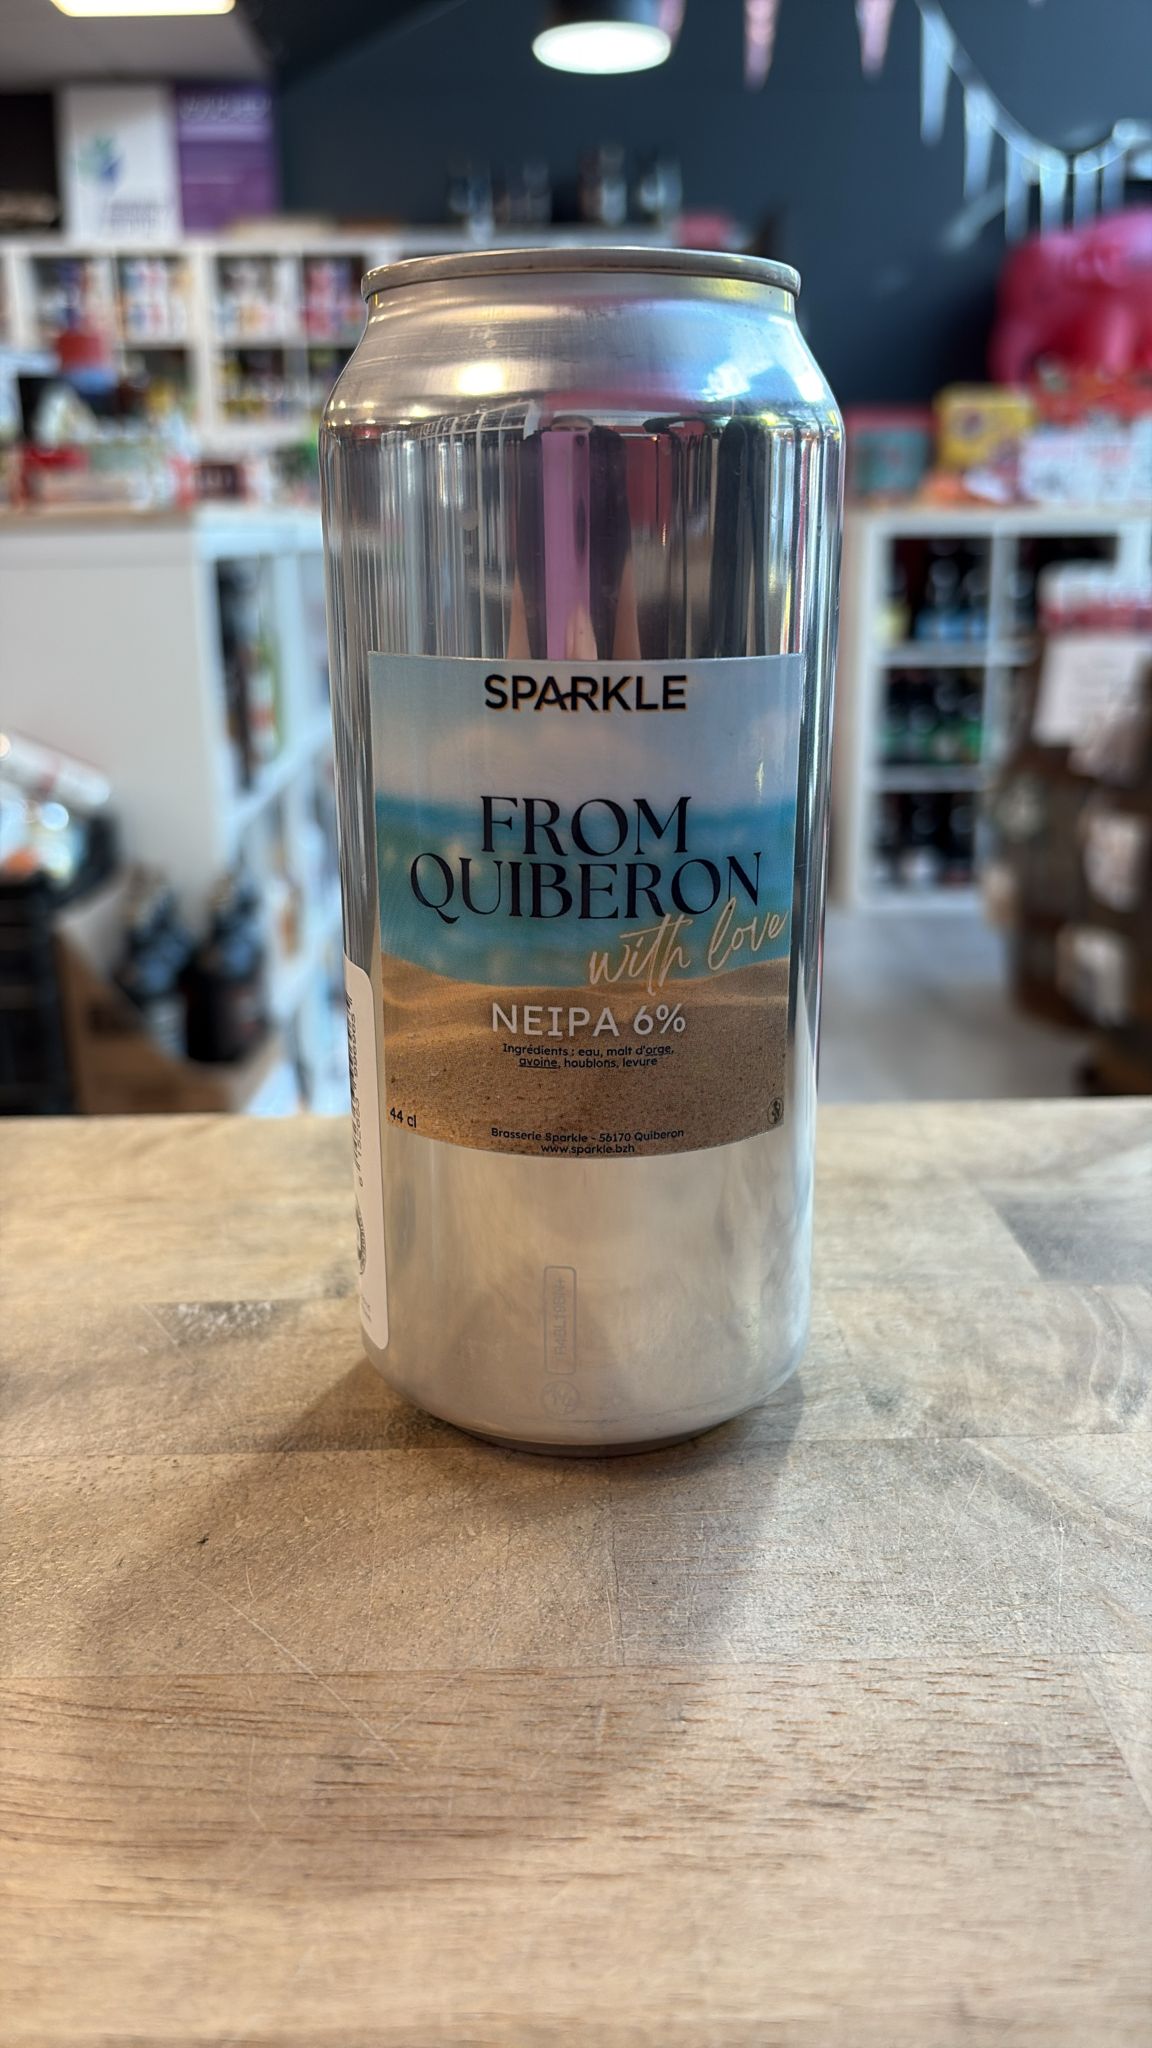 SPARKLE
FROM
QUIBERON
with love
NEIPA 6%
Ingrédients : eau, malt d'orge,
avoine, houblons, levure
44 cl
Brasserie Sparkle - 56170 Quiberon
www.sparkle.bzh